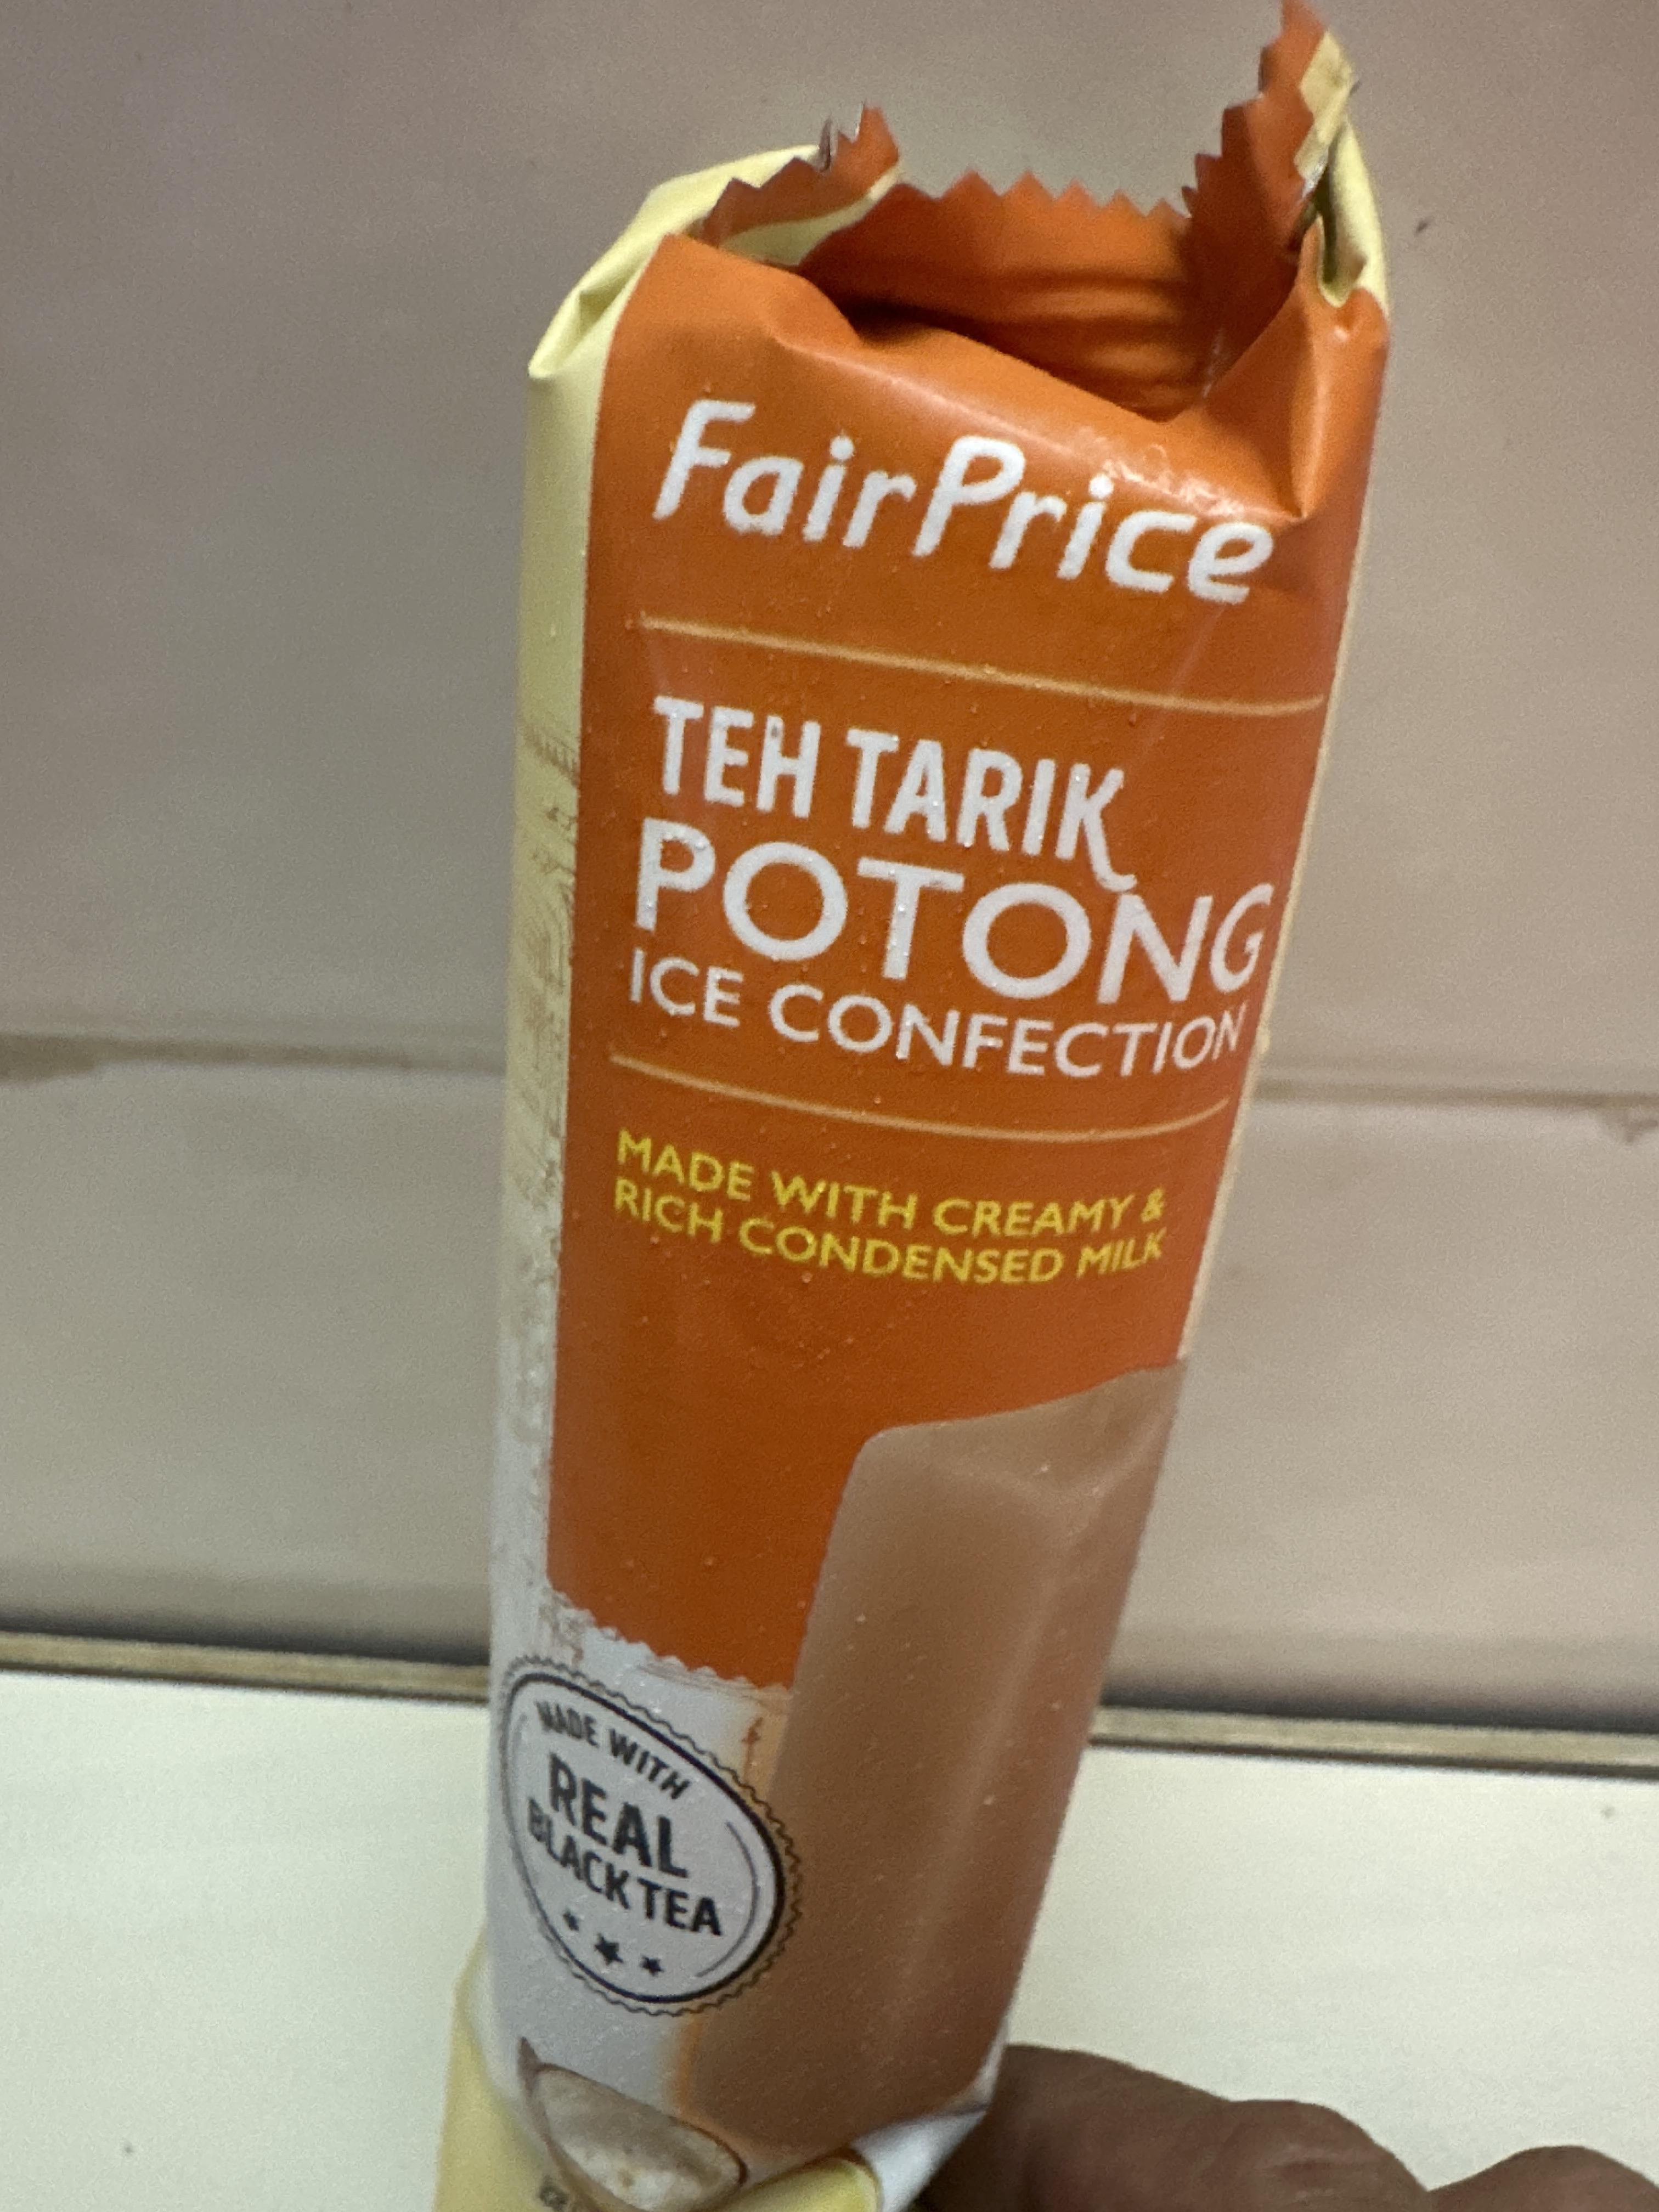 FairPrice
TEH TARIK
POTONG
ICE CONFECTION
MADE WITH CREAMY &
RICH CONDENSED MILK
MADE WITH
REAL
BLACK TEA